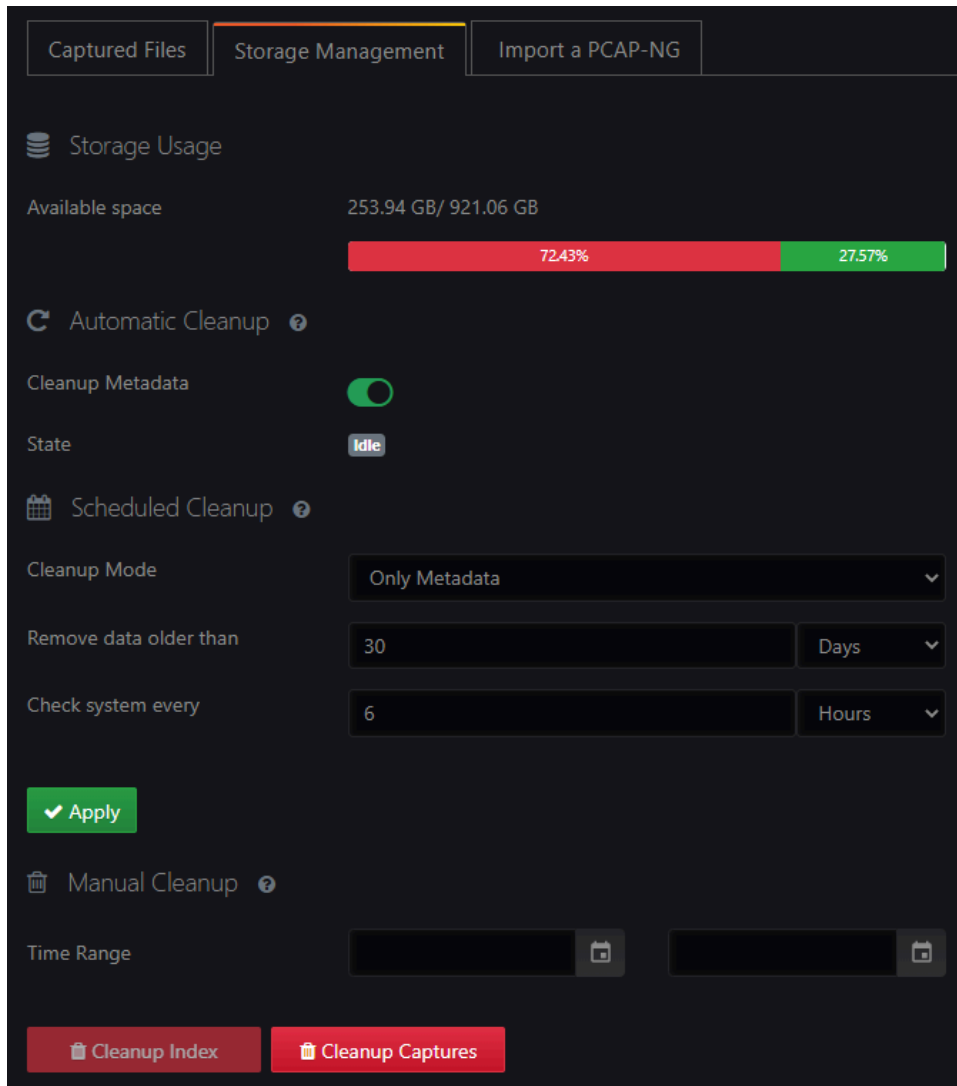 Captured Files
Storage Management
Import a PCAP-NG
Storage Usage
Available space 253.94 GB/ 921.06 GB
72.43% 27.57%
Automatic Cleanup
Cleanup Metadata
State Idle
Scheduled Cleanup
Cleanup Mode Only Metadata
Remove data older than 30 Days
Check system every 6 Hours
Apply
Manual Cleanup
Time Range
Cleanup Index Cleanup Captures